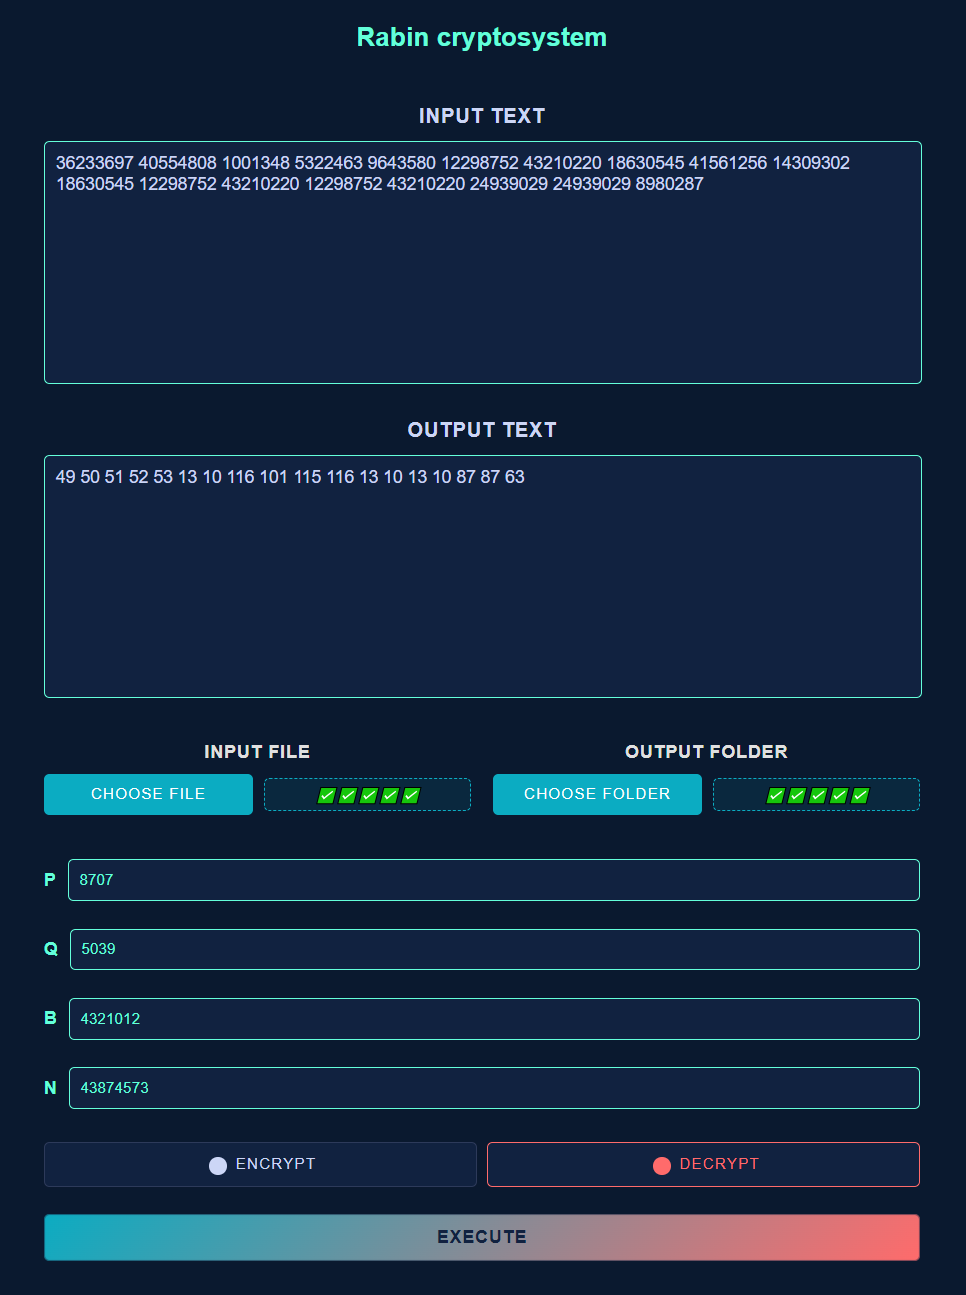 Rabin cryptosystem
INPUT TEXT
36233697 40554808 1001348 5322463 9643580 12298752 43210220 18630545 41561256 14309302
18630545 12298752 43210220 12298752 43210220 24939029 24939029 8980287
OUTPUT TEXT
49 50 51 52 53 13 10 116 101 115 116 13 10 13 10 87 87 63
INPUT FILE
OUTPUT FOLDER
CHOOSE FILE
CHOOSE FOLDER
P
8707
Q
5039
B
4321012
N
43874573
ENCRYPT
DECRYPT
EXECUTE